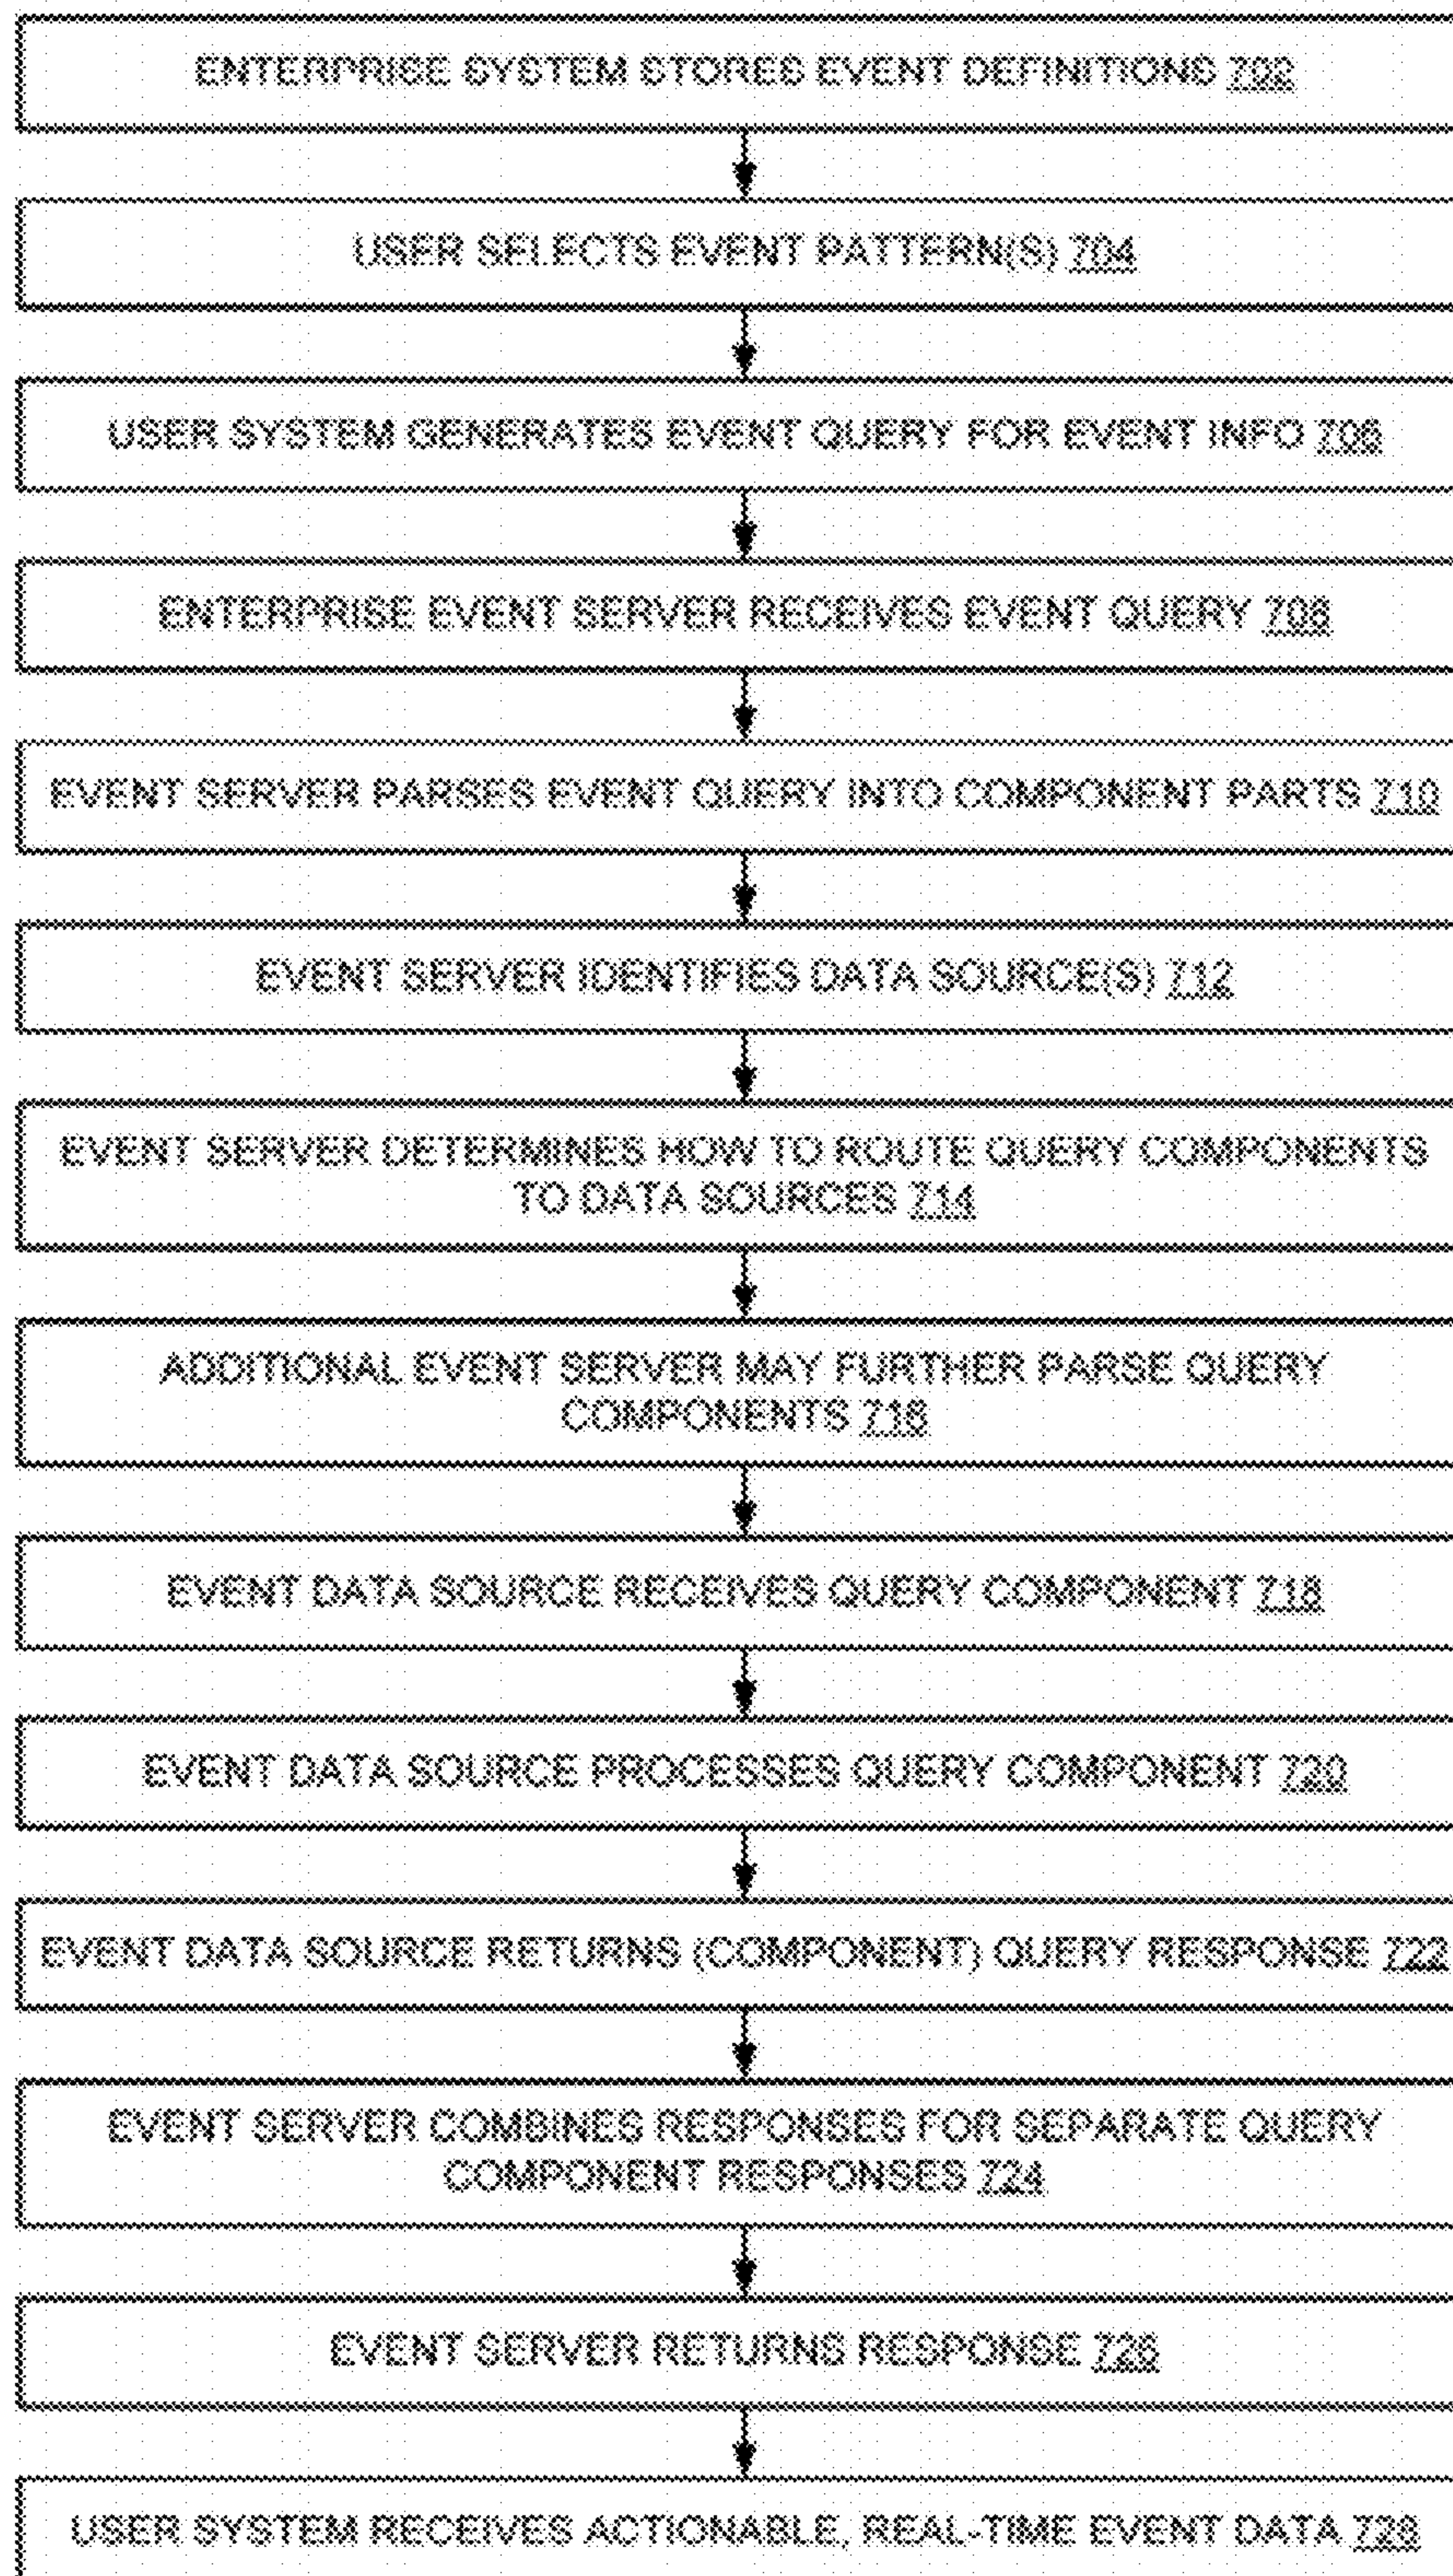 ENTERPRISE SYSTEM STORES EVENT DEFINITIONS 702
USER SELECTS EVENT PATTERN(S) 704
USER SYSTEM GENERATES EVENT QUERY FOR EVENT INFO 706
ENTERPRISE EVENT SERVER RECEIVES EVENT QUERY 708
EVENT SERVER PARSES EVENT QUERY INTO COMPONENT PARTS 710
EVENT SERVER IDENTIFIES DATA SOURCE(S) 712
EVENT SERVER DETERMINES HOW TO ROUTE QUERY COMPONENTS
TO DATA SOURCES 714
ADDITIONAL EVENT SERVER MAY FURTHER PARSE QUERY
COMPONENTS 716
EVENT DATA SOURCE RECEIVES QUERY COMPONENT 718
EVENT DATA SOURCE PROCESSES QUERY COMPONENT 720
EVENT DATA SOURCE RETURNS (COMPONENT) QUERY RESPONSE 722
EVENT SERVER COMBINES RESPONSES FOR SEPARATE QUERY
COMPONENT RESPONSES 724
EVENT SERVER RETURNS RESPONSE 726
USER SYSTEM RECEIVES ACTIONABLE, REAL-TIME EVENT DATA 728